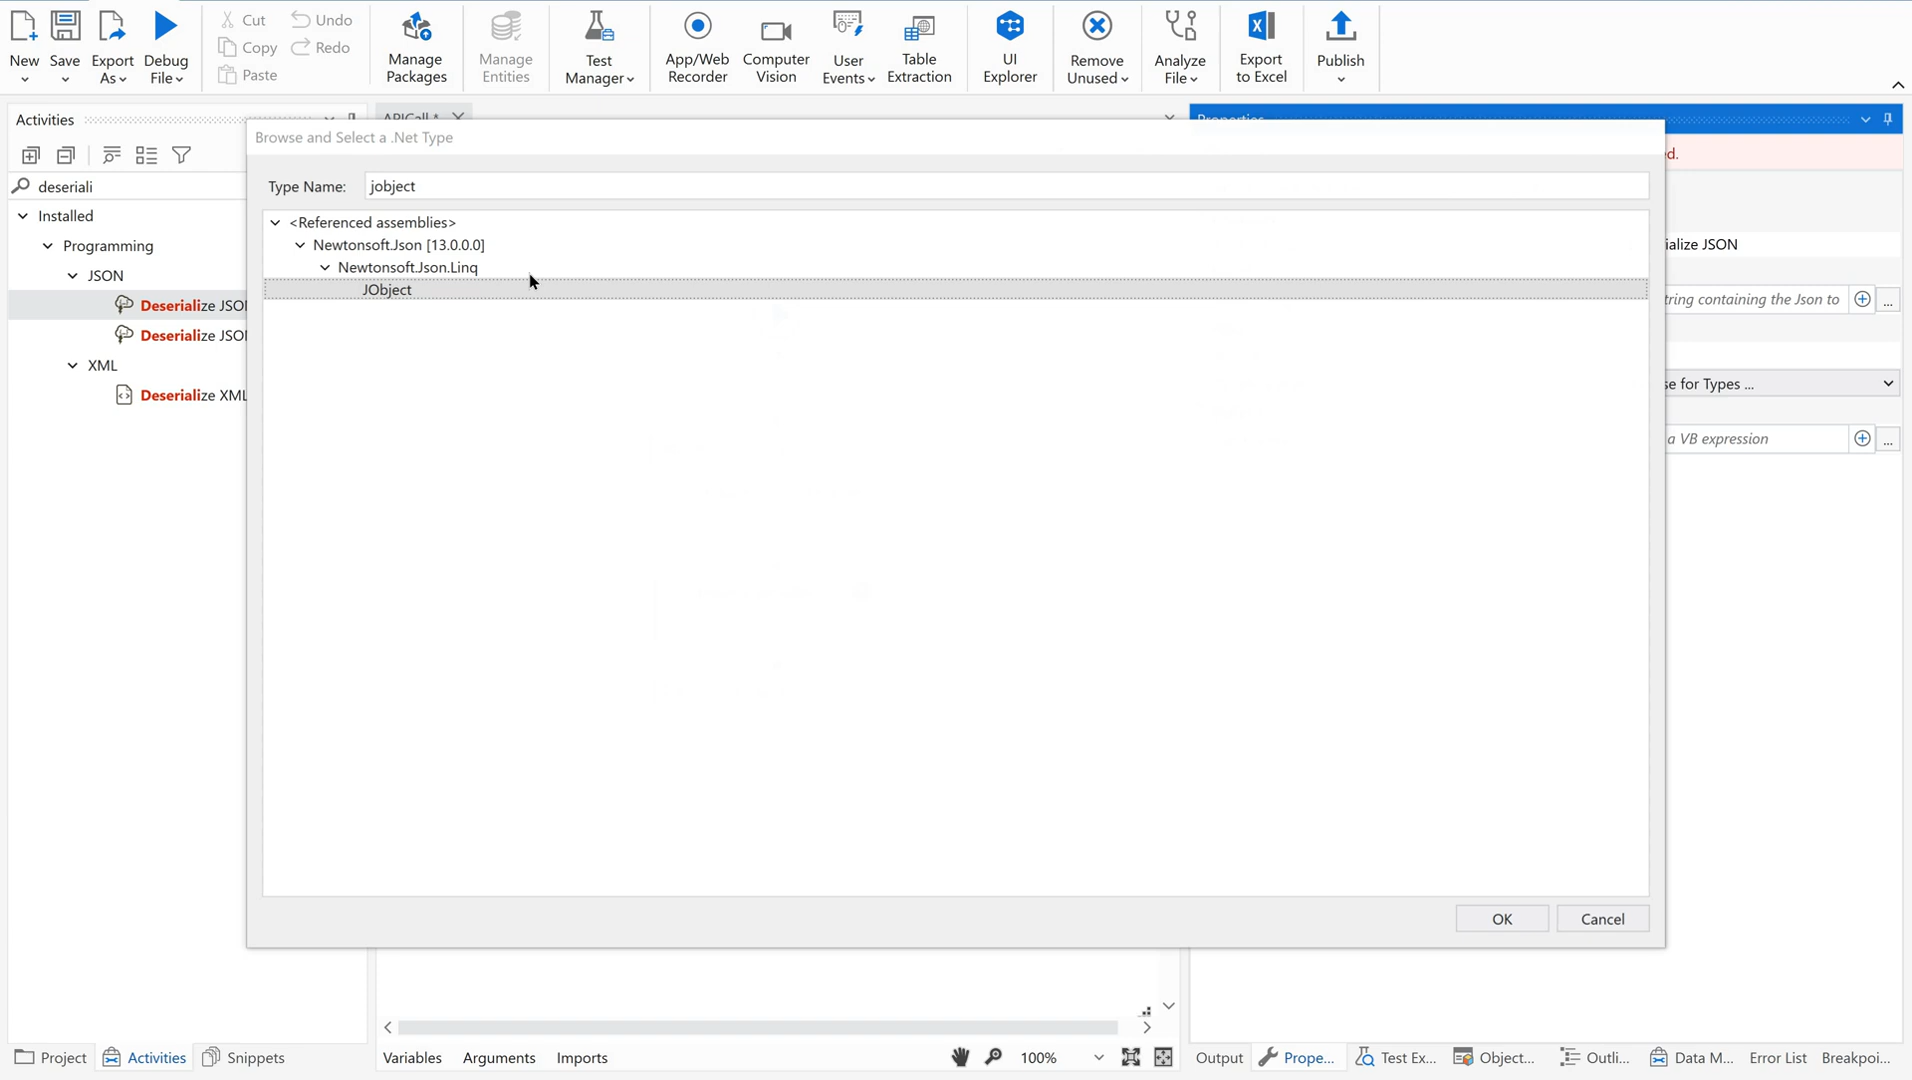 New
Save
Export As
Debug File
Cut
Copy
Paste
Undo
Redo
Manage Packages
Manage Entities
Test Manager
App/Web Recorder
Computer Vision
User Events
Table Extraction
UI Explorer
Remove Unused
Analyze File
Export to Excel
Publish
Activities
APICall *
Properties
Browse and Select a .Net Type
ed.
Type Name:
jobject
deseriali
Installed
Programming
JSON
Deserialize JSO
Deserialize JSO
XML
Deserialize XML
<Referenced assemblies>
Newtonsoft.Json [13.0.0.0]
Newtonsoft.Json.Linq
JObject
ialize JSON
tring containing the Json to
...
se for Types ...
a VB expression
...
OK
Cancel
Project
Activities
Snippets
Variables
Arguments
Imports
100%
Output
Prope...
Test Ex...
Object...
Outli...
Data M...
Error List
Breakpoi...